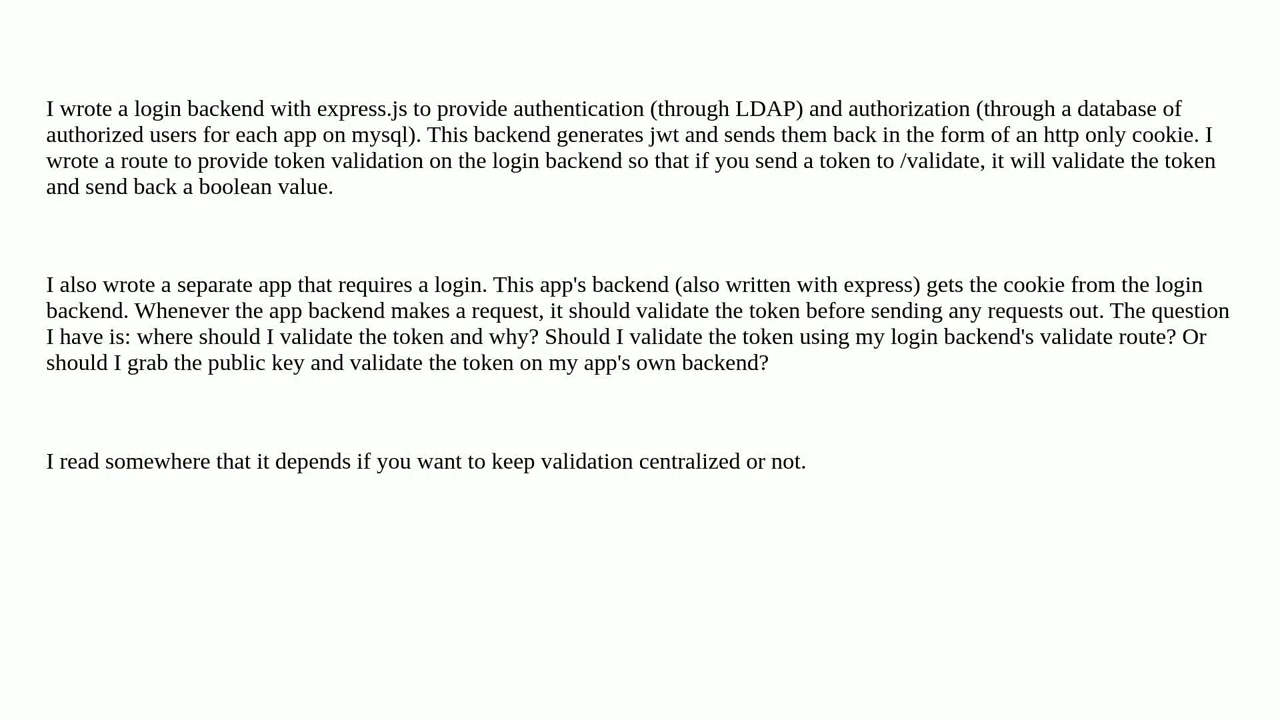 I wrote a login backend with express.js to provide authentication (through LDAP) and authorization (through a database of
authorized users for each app on mysql). This backend generates jwt and sends them back in the form of an http only cookie. I
wrote a route to provide token validation on the login backend so that if you send a token to /validate, it will validate the token
and send back a boolean value.
I also wrote a separate app that requires a login. This app's backend (also written with express) gets the cookie from the login
backend. Whenever the app backend makes a request, it should validate the token before sending any requests out. The question
I have is: where should I validate the token and why? Should I validate the token using my login backend's validate route? Or
should I grab the public key and validate the token on my app's own backend?
I read somewhere that it depends if you want to keep validation centralized or not.